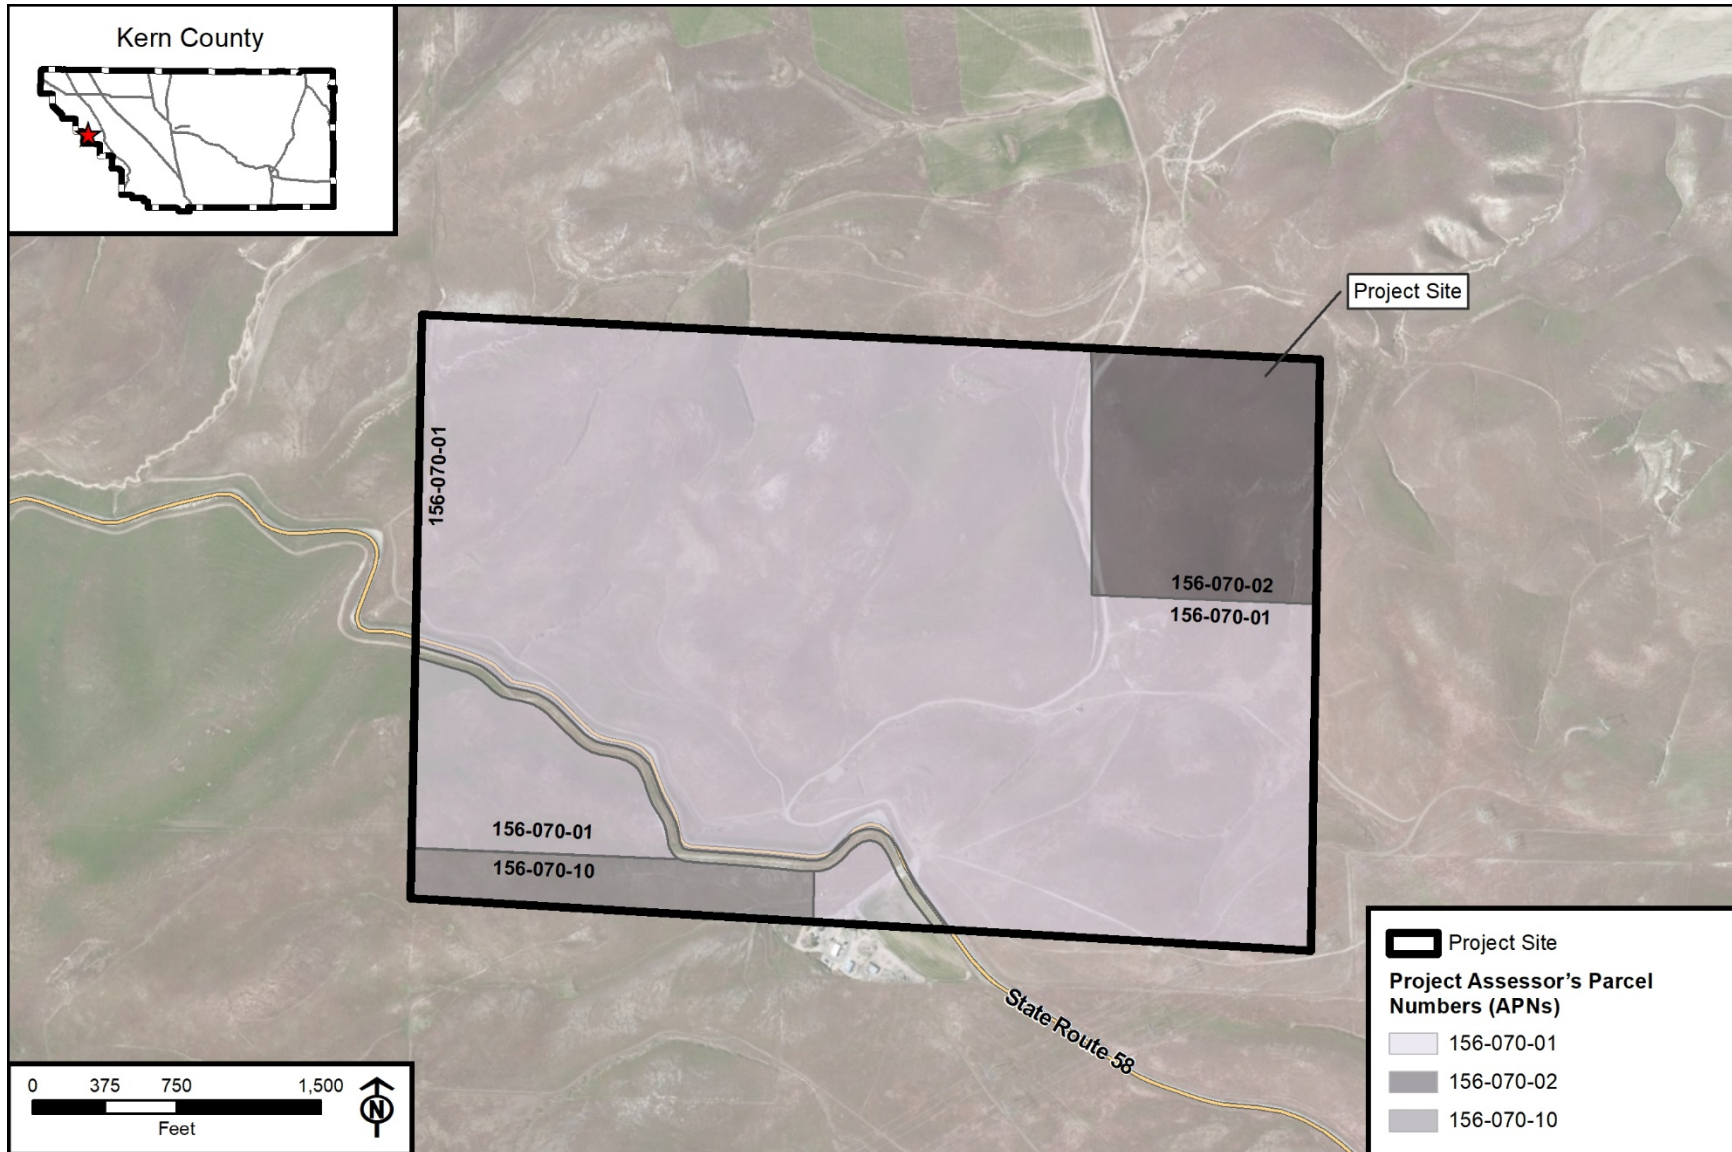 Kern County
Project Site
156-070-01
156-070-02
156-070-01
156-070-01
156-070-10
State Route 58
0 375 750 1,500
Feet
N
Project Site
Project Assessor’s Parcel
Numbers (APNs)
156-070-01
156-070-02
156-070-10